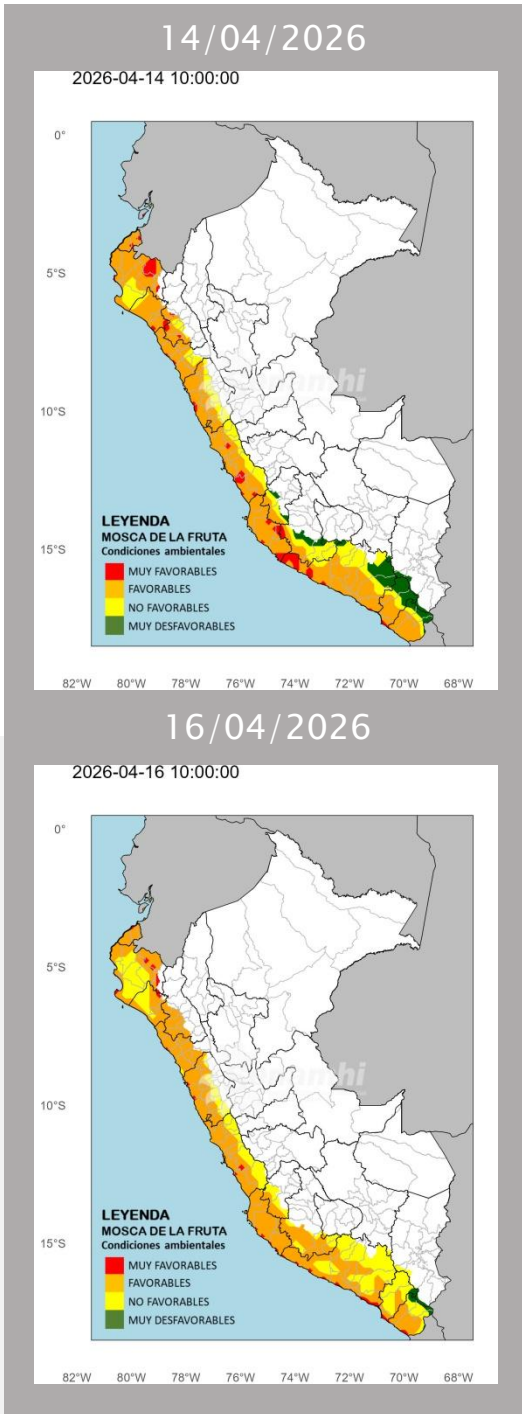 14/04/2026
2026-04-14 10:00:00
0°
5°S
10°S
15°S
LEYENDA
MOSCA DE LA FRUTA
Condiciones ambientales
MUY FAVORABLES
FAVORABLES
NO FAVORABLES
MUY DESFAVORABLES
82°W 80°W 78°W 76°W 74°W 72°W 70°W 68°W
16/04/2026
2026-04-16 10:00:00
0°
5°S
10°S
15°S
LEYENDA
MOSCA DE LA FRUTA
Condiciones ambientales
MUY FAVORABLES
FAVORABLES
NO FAVORABLES
MUY DESFAVORABLES
82°W 80°W 78°W 76°W 74°W 72°W 70°W 68°W